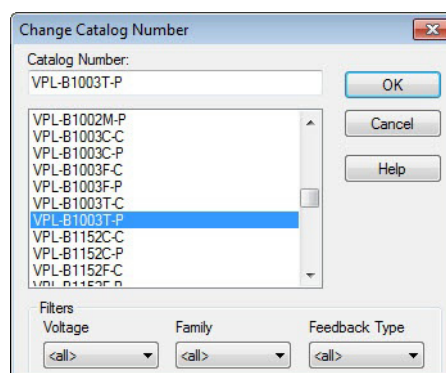 Change Catalog Number
Catalog Number:
VPL-B1003T-P
OK
VPL-B1002M-P
VPL-B1003C-C
VPL-B1003C-P
VPL-B1003F-C
VPL-B1003F-P
VPL-B1003T-C
VPL-B1003T-P
VPL-B1152C-C
VPL-B1152C-P
VPL-B1152F-C
VPL-B1152F-P
Cancel
Help
Filters
Voltage Family Feedback Type
<all> <all> <all>